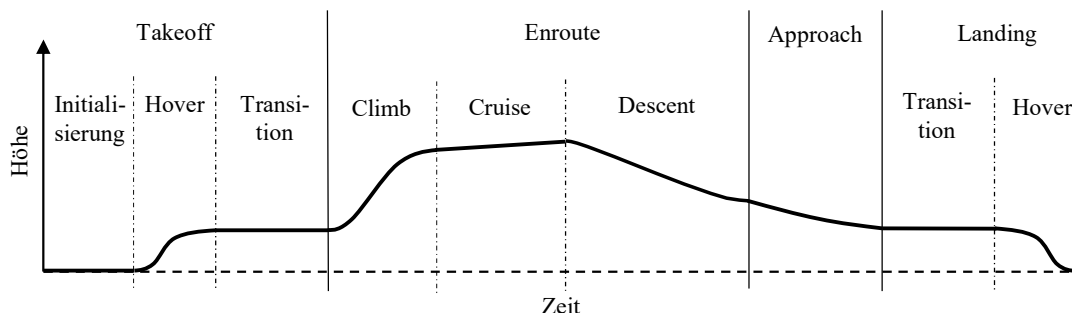 Takeoff
Enroute
Approach
Landing
Initiali-
sierung
Hover
Transi-
tion
Climb
Cruise
Descent
Transi-
tion
Hover
Höhe
Zeit